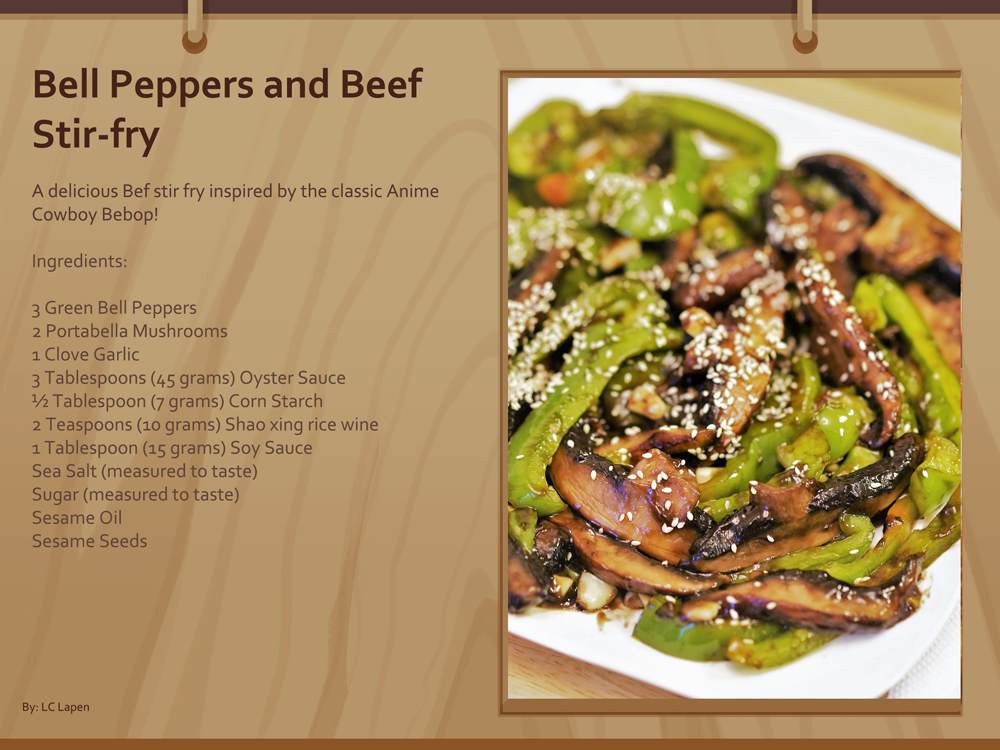 Bell Peppers and Beef
Stir-fry
A delicious Bef stir fry inspired by the classic Anime
Cowboy Bebop!
Ingredients:
3 Green Bell Peppers
2 Portabella Mushrooms
1 Clove Garlic
3 Tablespoons (45 grams) Oyster Sauce
½ Tablespoon (7 grams) Corn Starch
2 Teaspoons (10 grams) Shao xing rice wine
1 Tablespoon (15 grams) Soy Sauce
Sea Salt (measured to taste)
Sugar (measured to taste)
Sesame Oil
Sesame Seeds
By: LC Lapen